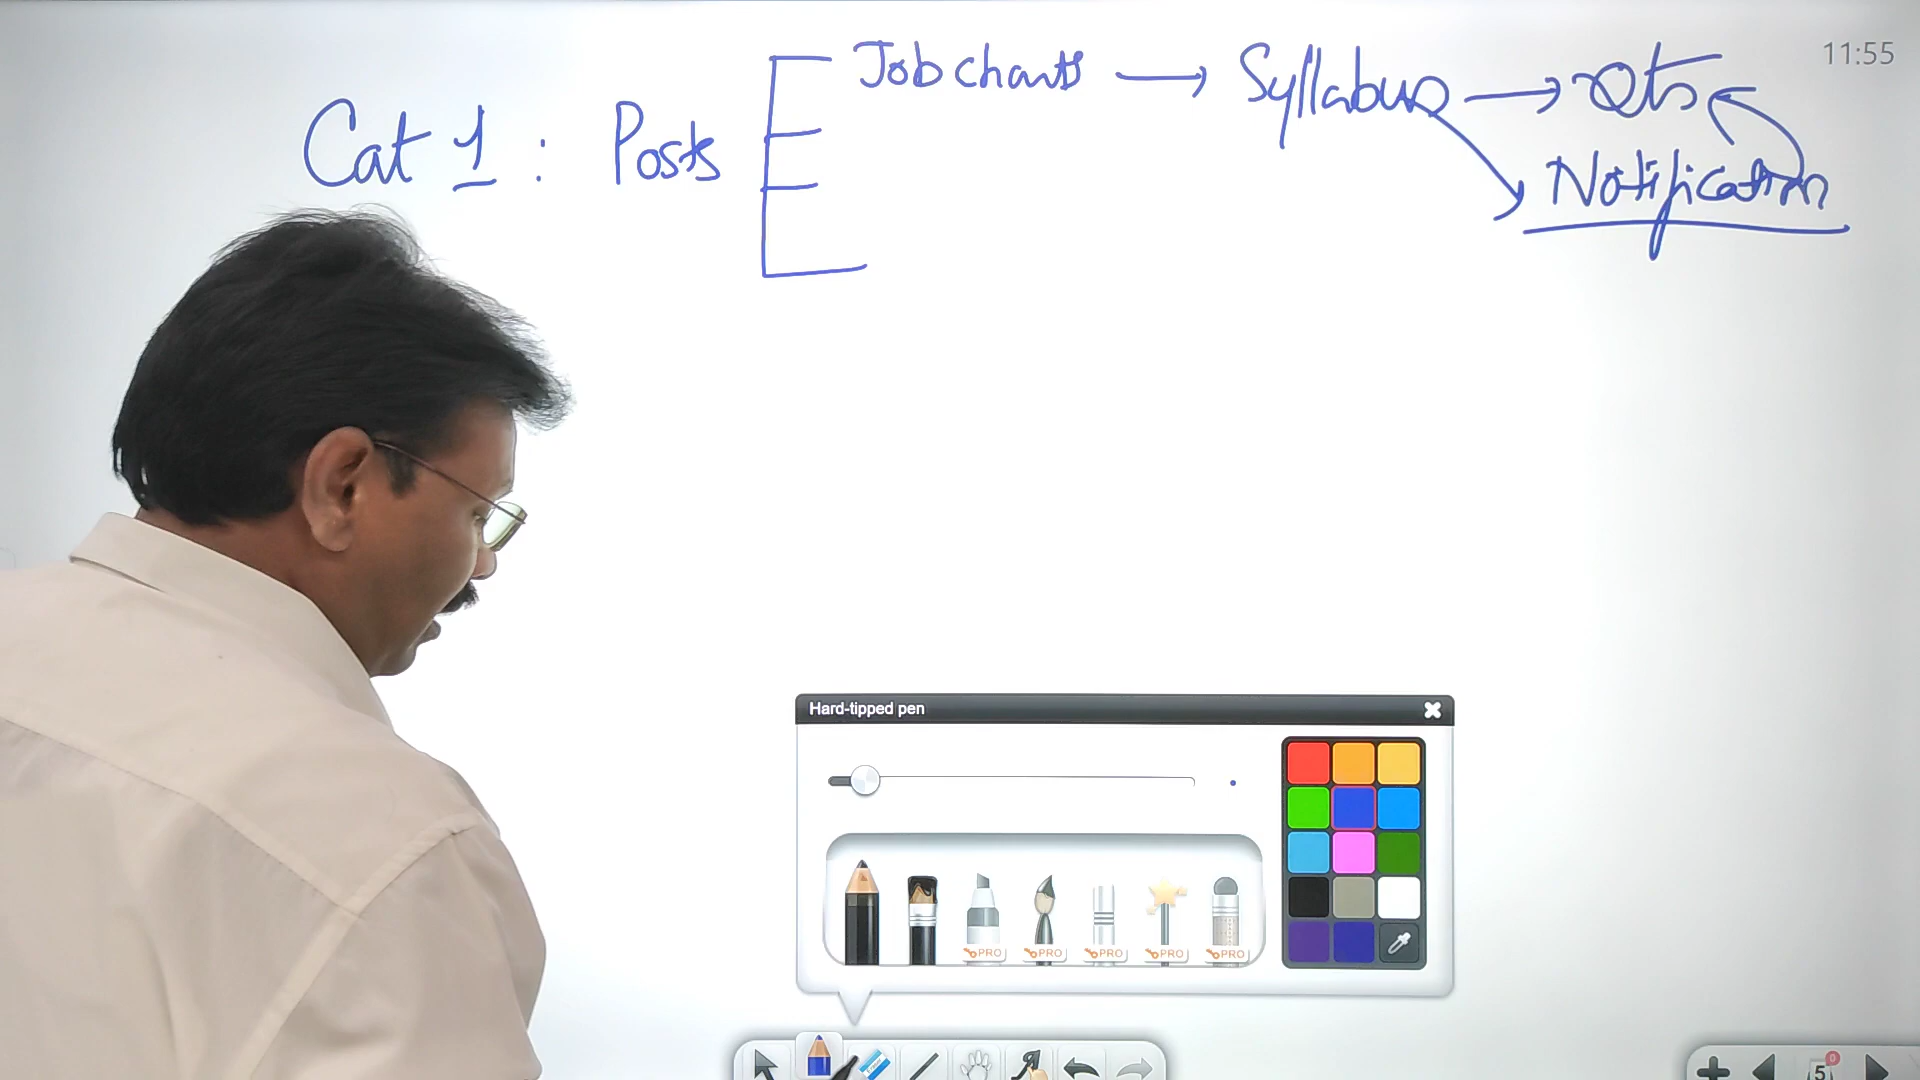 11:55
Job charts → Syllabus → Qts
Cat 1 : Posts
Notification
Hard-tipped pen
PRO PRO PRO PRO PRO
5 0